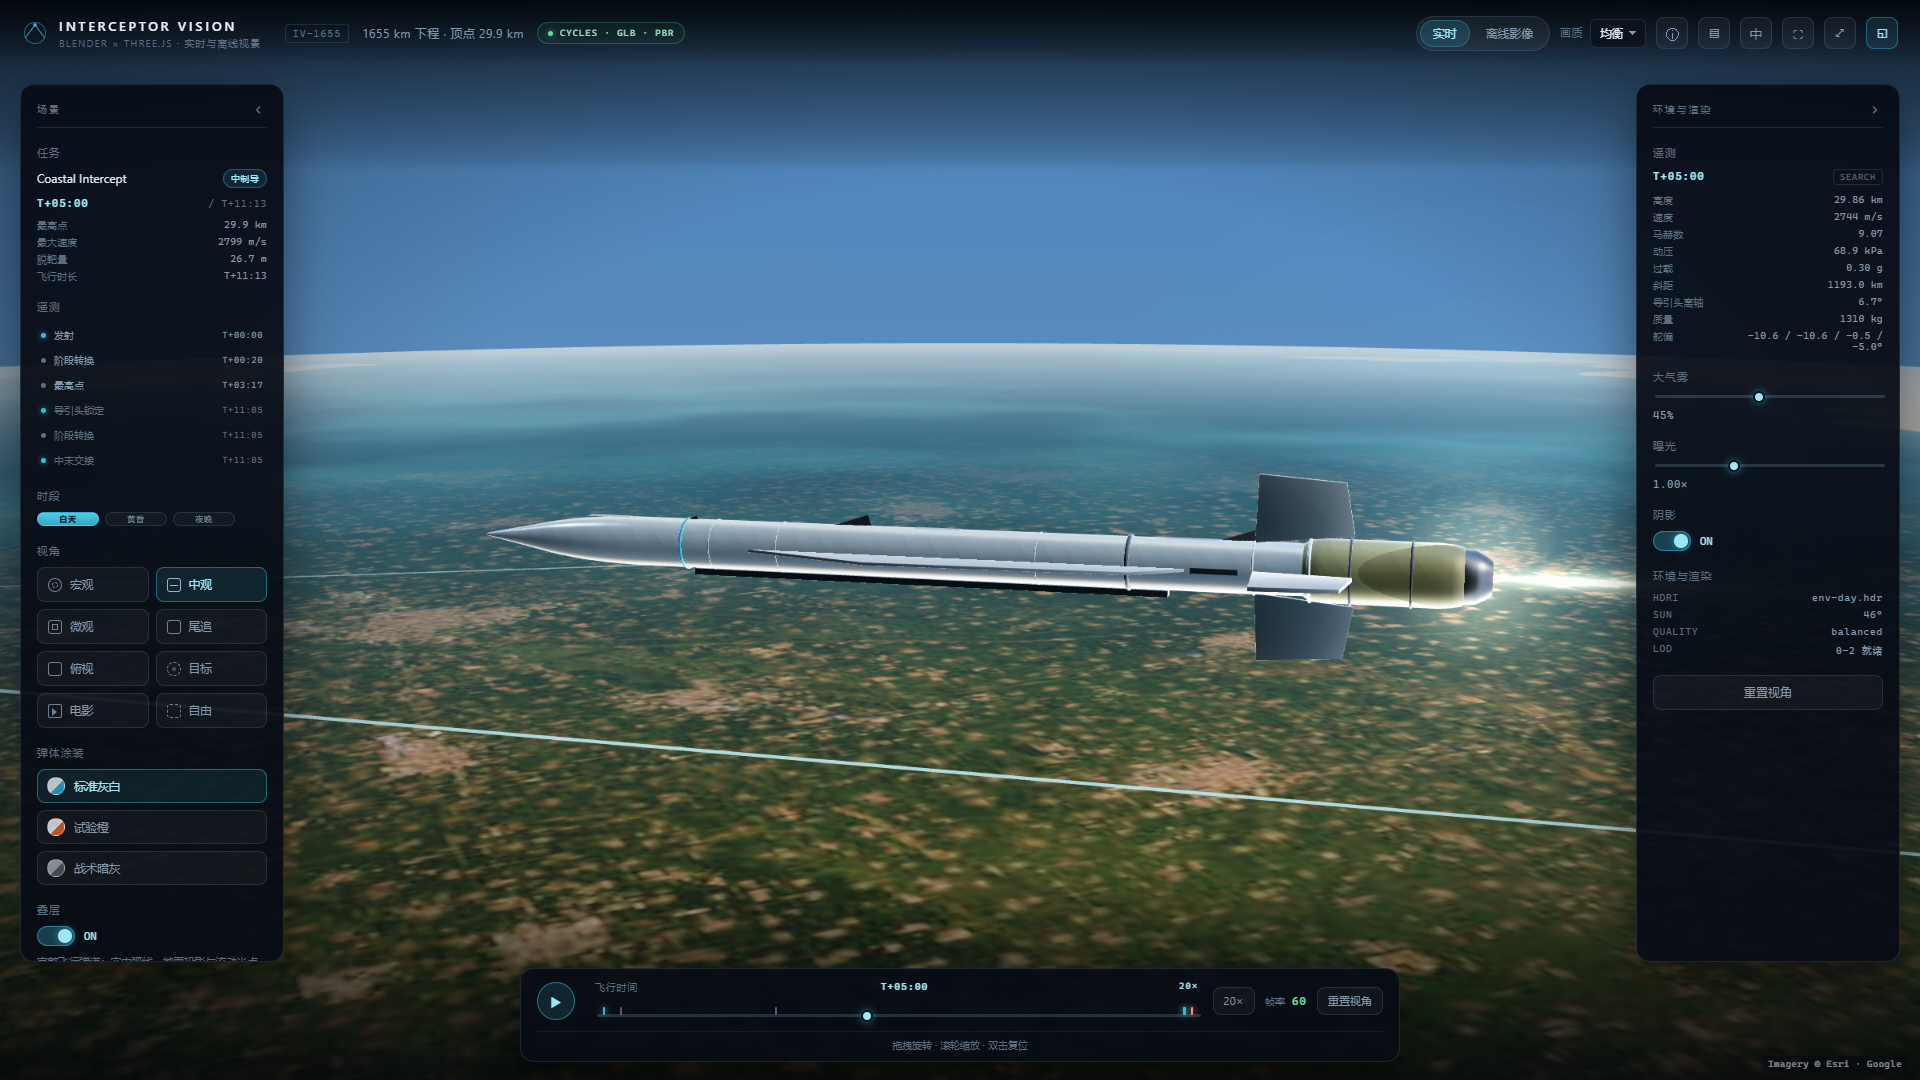 INTERCEPTOR VISION
BLENDER × THREE.JS · 实时与离线视景
IV-1655
1655 km 下程 · 顶点 29.9 km
CYCLES · GLB · PBR
实时
离线影像
画质
均衡
中
场景
任务
Coastal Intercept
中制导
T+05:00 / T+11:13
最高点 29.9 km
最大速度 2799 m/s
脱靶量 26.7 m
飞行时长 T+11:13
遥测
发射 T+00:00
阶段转换 T+00:20
最高点 T+03:17
导引头锁定 T+11:05
阶段转换 T+11:05
中末交接 T+11:05
时段
白天 黄昏 夜晚
视角
宏观 中观
微观 尾追
俯视 目标
电影 自由
弹体涂装
标准灰白
试验橙
战术暗灰
叠层
ON
环境与渲染
遥测
T+05:00 SEARCH
高度 29.86 km
速度 2744 m/s
马赫数 9.07
动压 68.9 kPa
过载 0.30 g
斜距 1193.0 km
导引头离轴 6.7°
质量 1310 kg
舵偏 -10.6 / -10.6 / -0.5 /
-5.0°
大气雾
45%
曝光
1.00×
阴影
ON
环境与渲染
HDRI env-day.hdr
SUN 46°
QUALITY balanced
LOD 0-2 就绪
重置视角
飞行时间 T+05:00 20×
20× 帧率 60 重置视角
拖拽旋转 · 滚轮缩放 · 双击复位
Imagery © Esri · Google